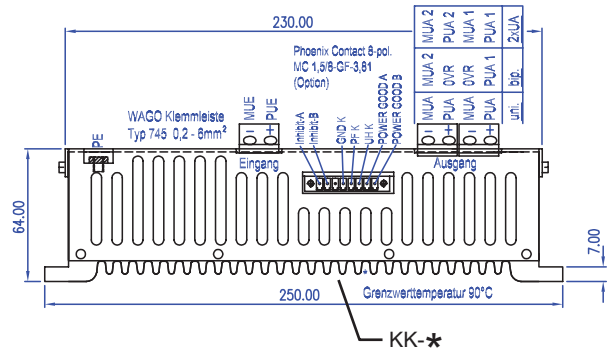 230.00
MUA 2
PUA 2
MUA 1
PUA 1
2xUA
MUA 2
0VR
0VR
PUA 1
bip.
MUA
PUA
MUA
PUA
uni.
Phoenix Contact 8-pol.
MC 1,5/8-GF-3,81
(Option)
WAGO Klemmleiste
Typ 745 0,2 - 6mm²
PE
MUE
PUE
- +
Eingang
Inhibit-A
Inhibit-B
GND K
PF K
UH K
POWER GOOD A
POWER GOOD B
- + - +
Ausgang
64.00
7.00
250.00
Grenzwerttemperatur 90°C
KK-*